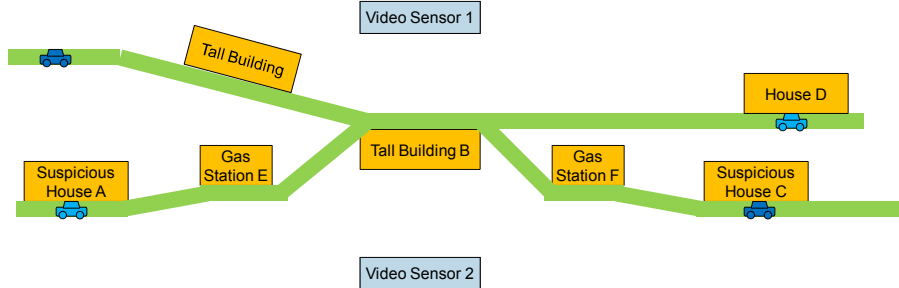 Video Sensor 1
Tall Building
House D
Tall Building B
Gas
Station E
Gas
Station F
Suspicious
House A
Suspicious
House C
Video Sensor 2